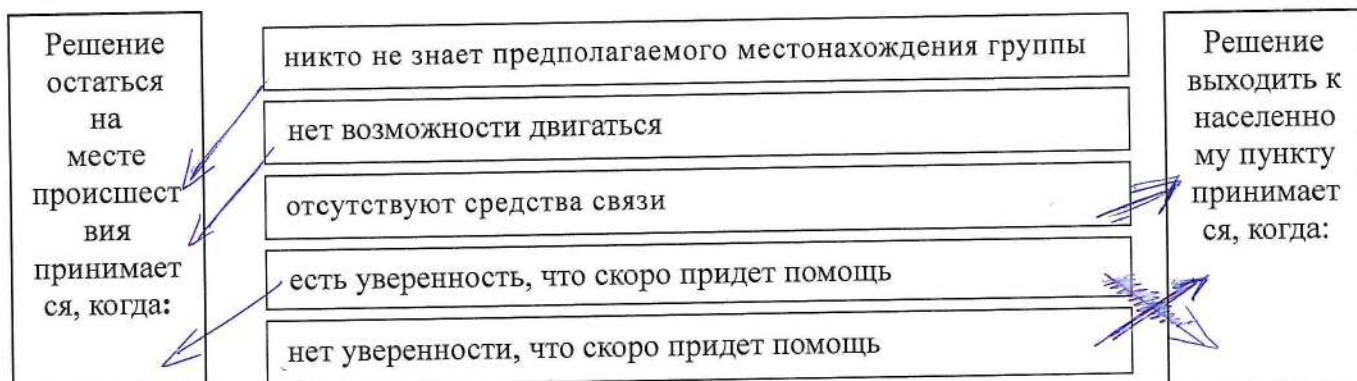 Решение
остаться
на
месте
происшест
вия
принимает
ся, когда:
никто не знает предполагаемого местонахождения группы
нет возможности двигаться
отсутствуют средства связи
есть уверенность, что скоро придет помощь
нет уверенности, что скоро придет помощь
Решение
выходить к
населенно
му пункту
принимает
ся, когда: